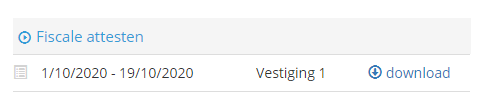 Fiscale attesten
1/10/2020 - 19/10/2020 Vestiging 1 download